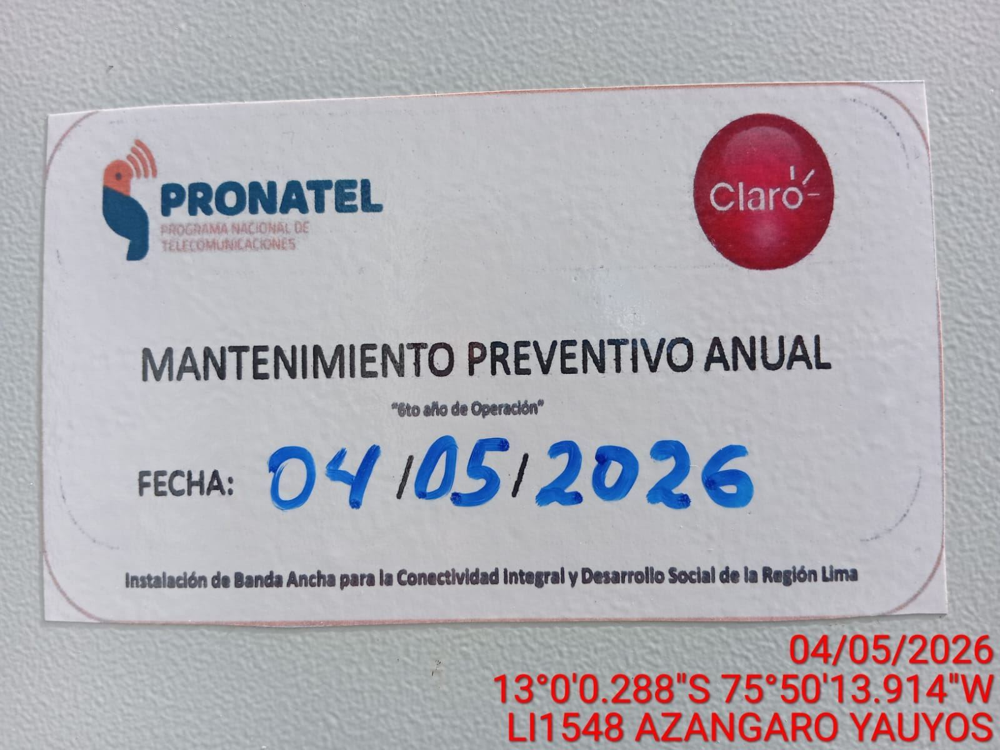 PRONATEL
PROGRAMA NACIONAL DE
TELECOMUNICACIONES
Claro
MANTENIMIENTO PREVENTIVO ANUAL
"6to año de Operación"
FECHA: 04/05/2026
Instalación de Banda Ancha para la Conectividad Integral y Desarrollo Social de la Región Lima
04/05/2026
13°0'0.288"S 75°50'13.914"W
LI1548 AZANGARO YAUYOS